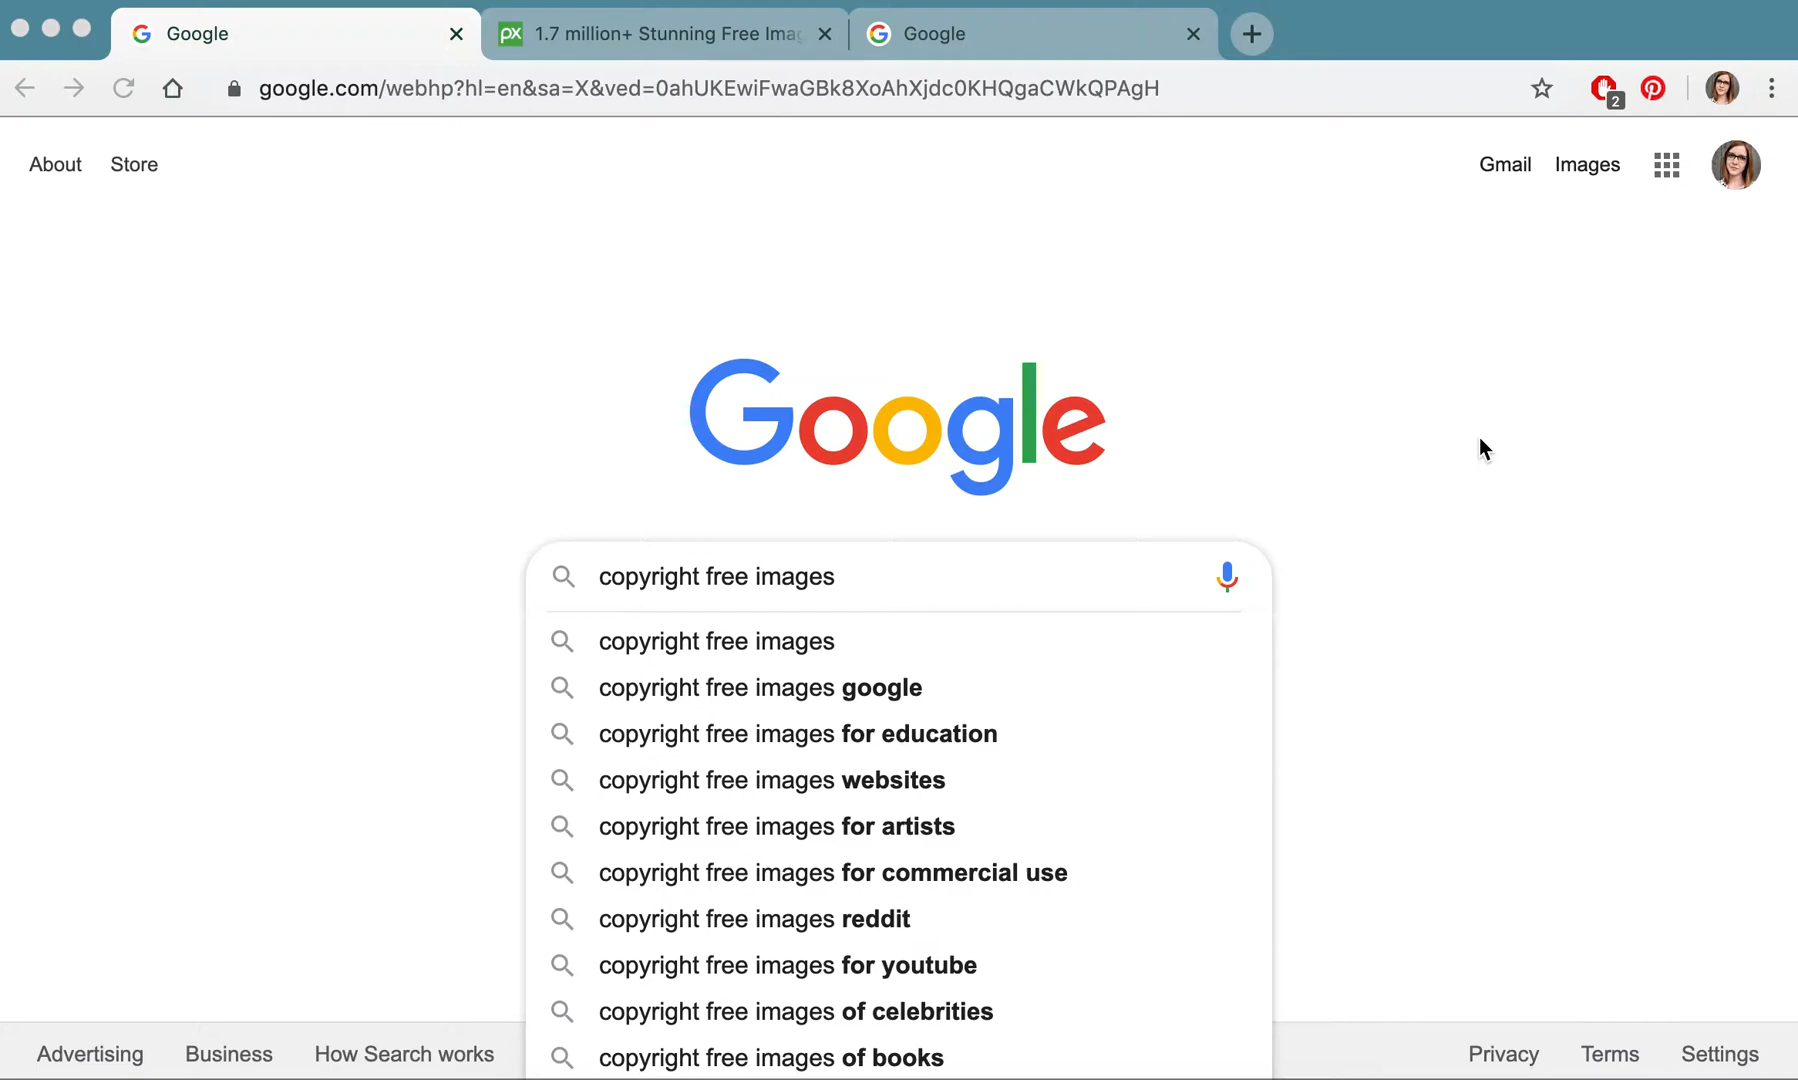 Google
px 1.7 million+ Stunning Free Imag
Google
google.com/webhp?hl=en&sa=X&ved=0ahUKEwiFwaGBk8XoAhXjdc0KHQgaCWkQPAgH
2
About Store
Gmail Images
Google
copyright free images
copyright free images
copyright free images google
copyright free images for education
copyright free images websites
copyright free images for artists
copyright free images for commercial use
copyright free images reddit
copyright free images for youtube
copyright free images of celebrities
copyright free images of books
Advertising Business How Search works
Privacy Terms Settings